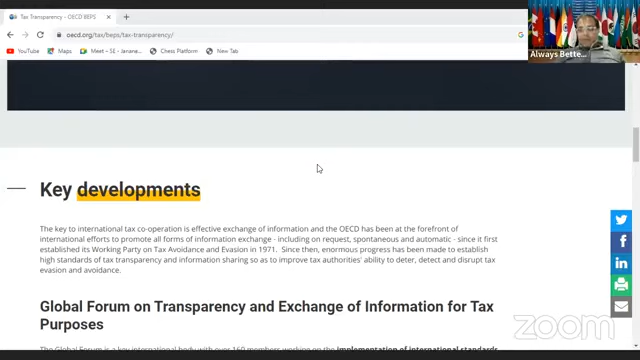 Tax Transparency - OECD BEPS
oecd.org/tax/beps/tax-transparency/
YouTube
Maps
Meet – SE - Janane...
Chess Platform
New Tab
Always Bette...
Key developments
The key to international tax co-operation is effective exchange of information and the OECD has been at the forefront of
international efforts to promote all forms of information exchange - including on request, spontaneous and automatic - since it first
established its Working Party on Tax Avoidance and Evasion in 1971. Since then, enormous progress has been made to establish
high standards of tax transparency and information sharing so as to improve tax authorities' ability to deter, detect and disrupt tax
evasion and avoidance.
Global Forum on Transparency and Exchange of Information for Tax
Purposes
The Global Forum is a key international body with over 160 members working on the implementation of international standards
zoom